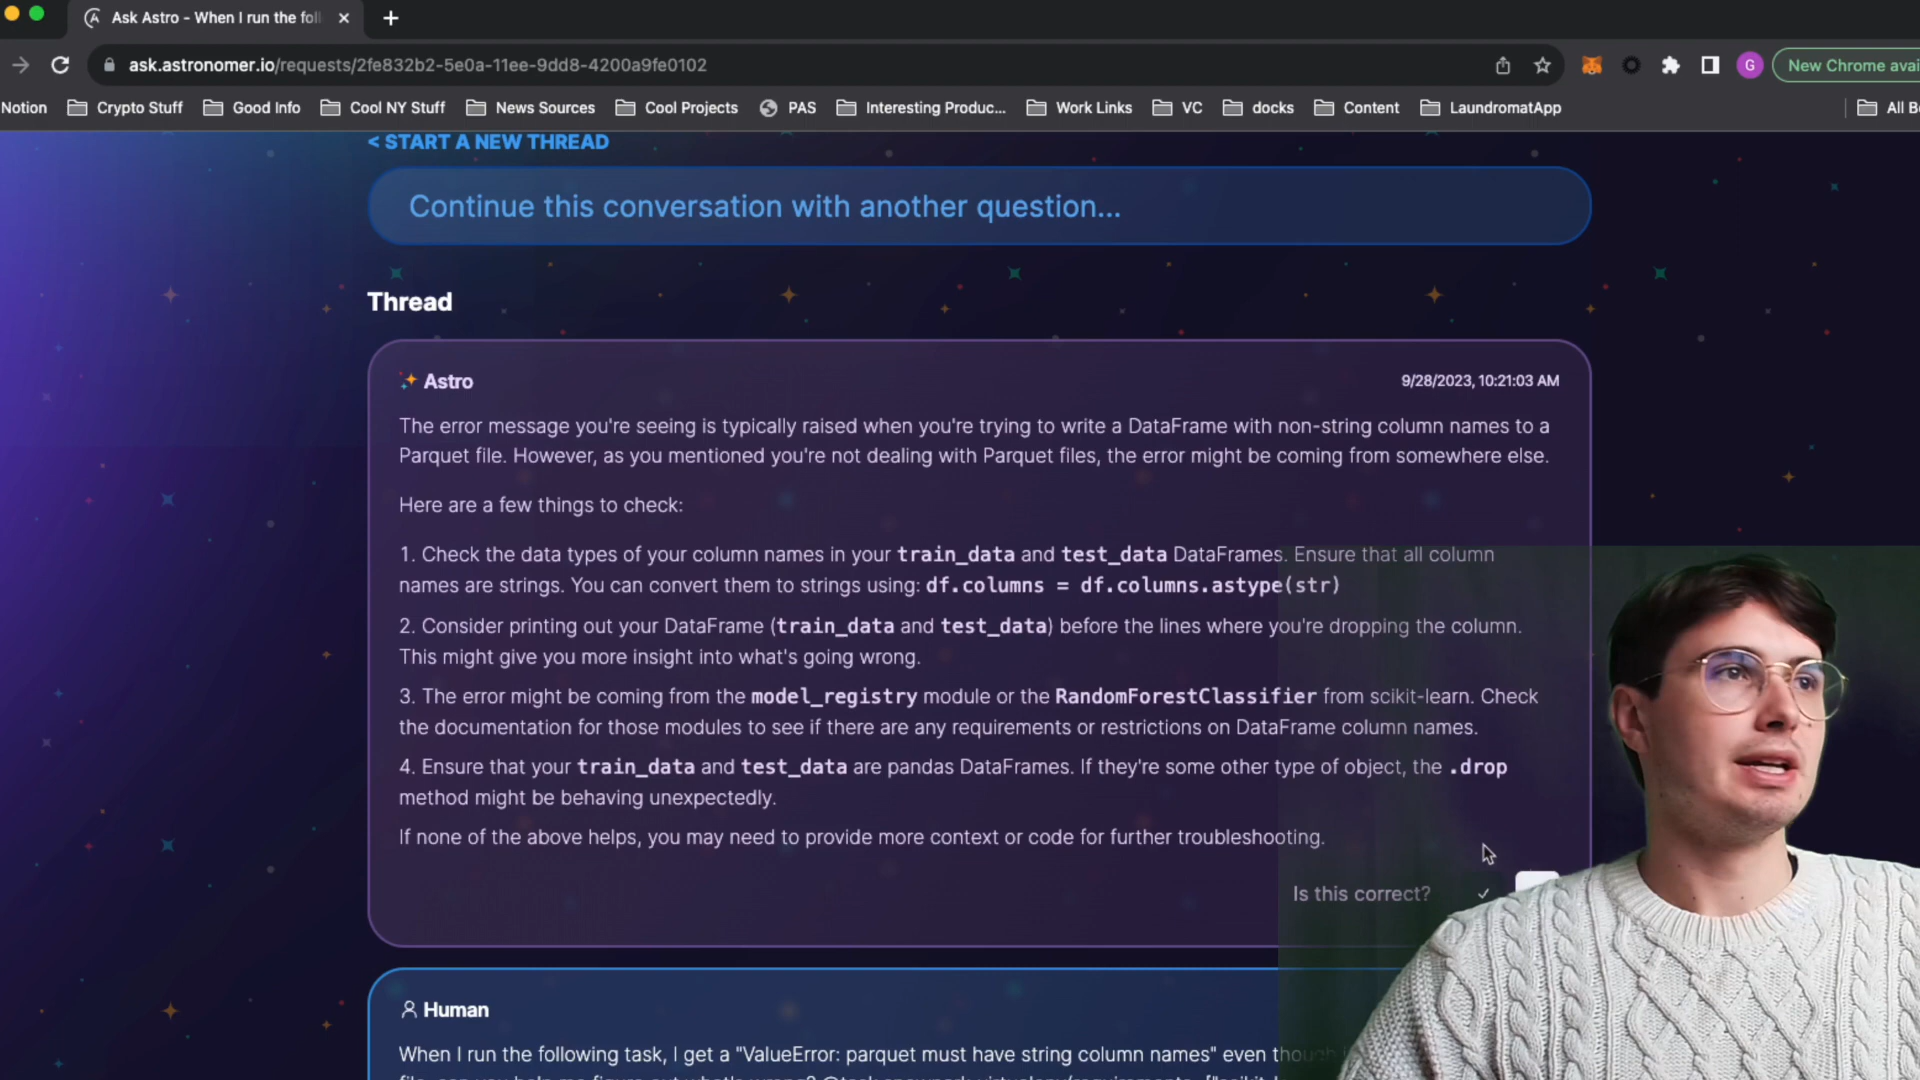 Ask Astro - When I run the foll
ask.astronomer.io/requests/2fe832b2-5e0a-11ee-9dd8-4200a9fe0102
G
New Chrome avai
Notion
Crypto Stuff
Good Info
Cool NY Stuff
News Sources
Cool Projects
PAS
Interesting Produc...
Work Links
VC
docks
Content
LaundromatApp
All B
< START A NEW THREAD
Continue this conversation with another question...
Thread
Astro
9/28/2023, 10:21:03 AM
The error message you're seeing is typically raised when you're trying to write a DataFrame with non-string column names to a
Parquet file. However, as you mentioned you're not dealing with Parquet files, the error might be coming from somewhere else.
Here are a few things to check:
1. Check the data types of your column names in your train_data and test_data DataFrames. Ensure that all column
names are strings. You can convert them to strings using: df.columns = df.columns.astype(str)
2. Consider printing out your DataFrame (train_data and test_data) before the lines where you're dropping the column.
This might give you more insight into what's going wrong.
3. The error might be coming from the model_registry module or the RandomForestClassifier from scikit-learn. Check
the documentation for those modules to see if there are any requirements or restrictions on DataFrame column names.
4. Ensure that your train_data and test_data are pandas DataFrames. If they're some other type of object, the .drop
method might be behaving unexpectedly.
If none of the above helps, you may need to provide more context or code for further troubleshooting.
Is this correct?
Human
When I run the following task, I get a "ValueError: parquet must have string column names" even though